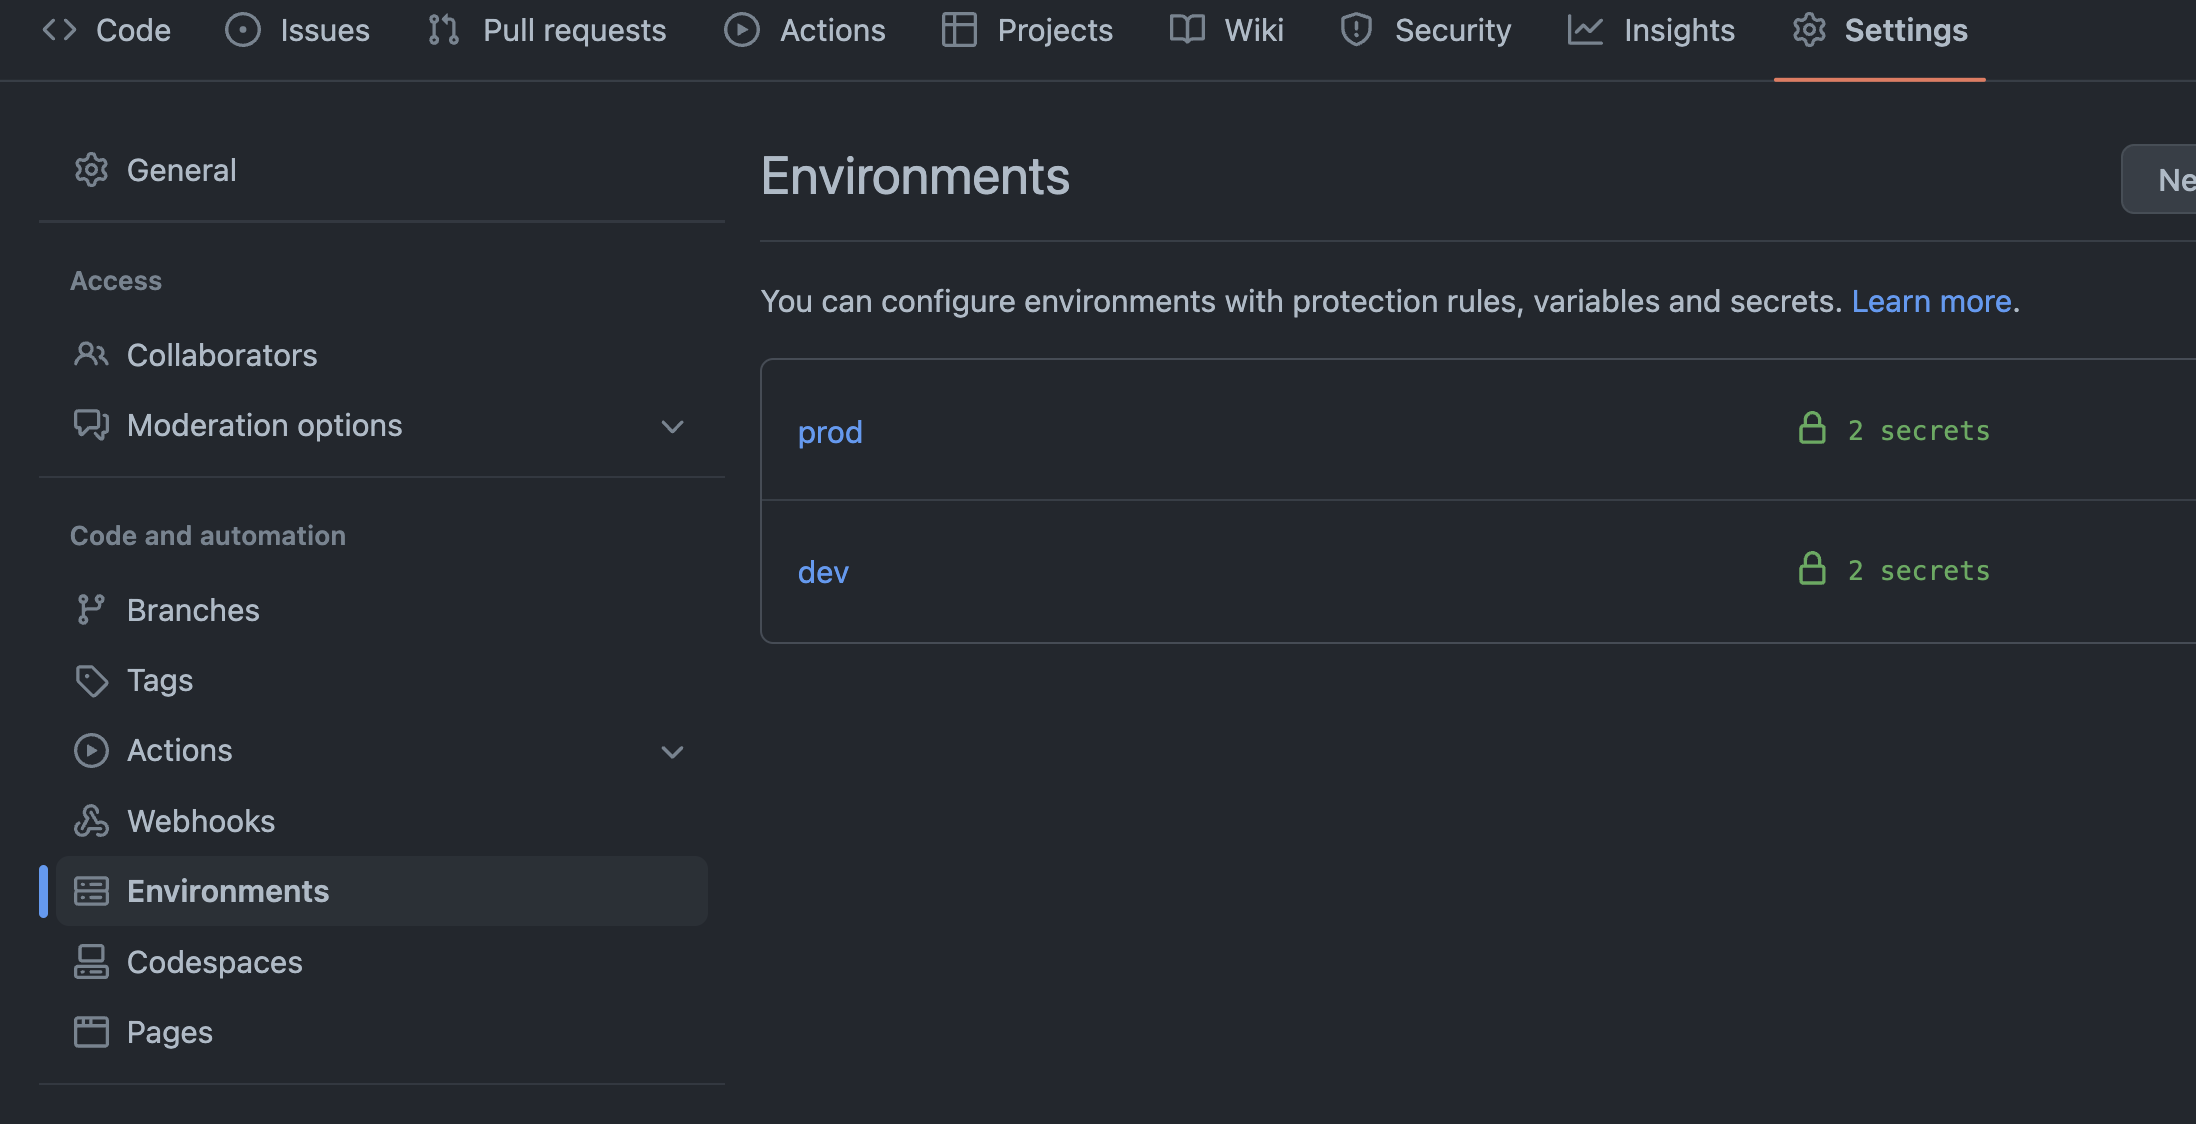 Code Issues Pull requests Actions Projects Wiki Security Insights Settings
General
Access
Collaborators
Moderation options
Code and automation
Branches
Tags
Actions
Webhooks
Environments
Codespaces
Pages
Environments
Ne
You can configure environments with protection rules, variables and secrets. Learn more.
prod 2 secrets
dev 2 secrets